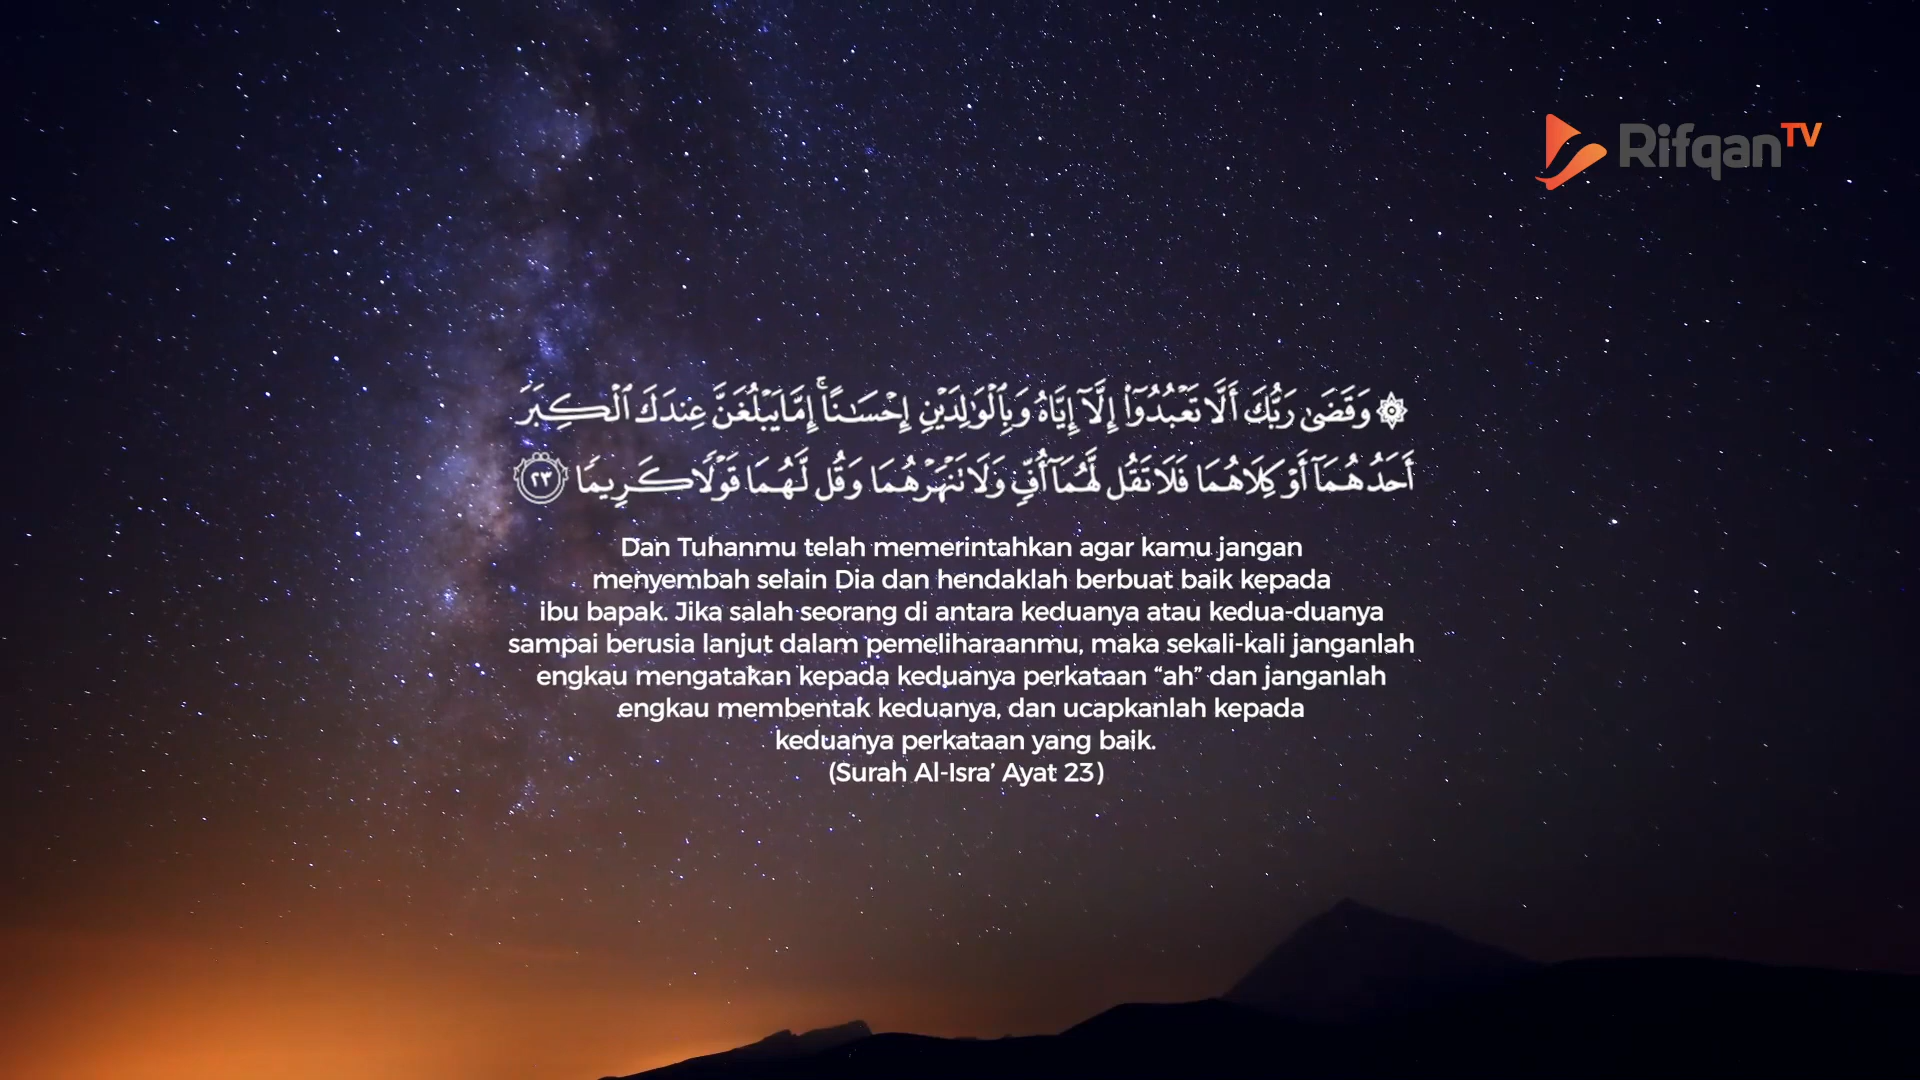 RifqanTV
۞ وَقَضَىٰ رَبُّكَ أَلَّا تَعْبُدُوٓا۟ إِلَّآ إِيَّاهُ وَبِٱلْوَٰلِدَيْنِ إِحْسَـٰنًا ۚ إِمَّا يَبْلُغَنَّ عِندَكَ ٱلْكِبَرَ
أَحَدُهُمَآ أَوْ كِلَاهُمَا فَلَا تَقُل لَّهُمَآ أُفٍّ وَلَا تَنْهَرْهُمَا وَقُل لَّهُمَا قَوْلًا كَرِيمًا ٢٣
Dan Tuhanmu telah memerintahkan agar kamu jangan
menyembah selain Dia dan hendaklah berbuat baik kepada
ibu bapak. Jika salah seorang di antara keduanya atau kedua-duanya
sampai berusia lanjut dalam pemeliharaanmu, maka sekali-kali janganlah
engkau mengatakan kepada keduanya perkataan “ah” dan janganlah
engkau membentak keduanya, dan ucapkanlah kepada
keduanya perkataan yang baik.
(Surah Al-Isra’ Ayat 23)